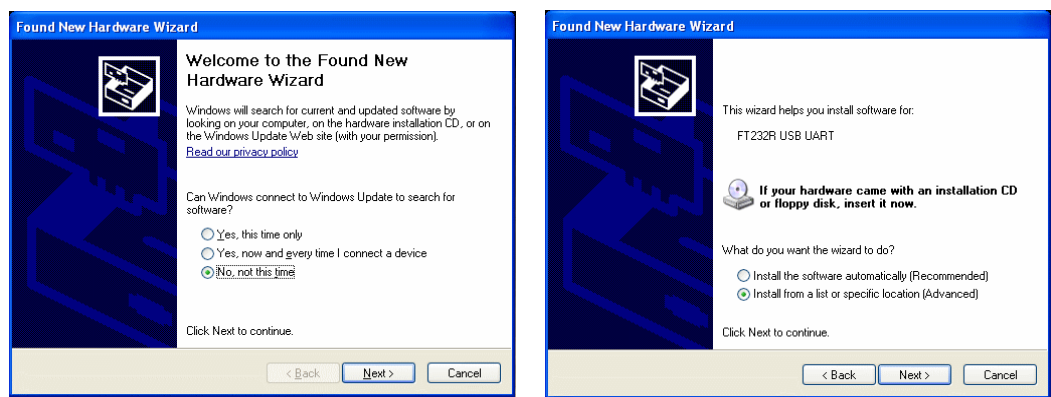 Found New Hardware Wizard
Welcome to the Found New
Hardware Wizard
Windows will search for current and updated software by
looking on your computer, on the hardware installation CD, or on
the Windows Update Web site (with your permission).
Read our privacy policy
Can Windows connect to Windows Update to search for
software?
Yes, this time only
Yes, now and every time I connect a device
No, not this time
Click Next to continue.
< Back
Next >
Cancel
Found New Hardware Wizard
This wizard helps you install software for:
FT232R USB UART
If your hardware came with an installation CD
or floppy disk, insert it now.
What do you want the wizard to do?
Install the software automatically (Recommended)
Install from a list or specific location (Advanced)
Click Next to continue.
< Back
Next >
Cancel